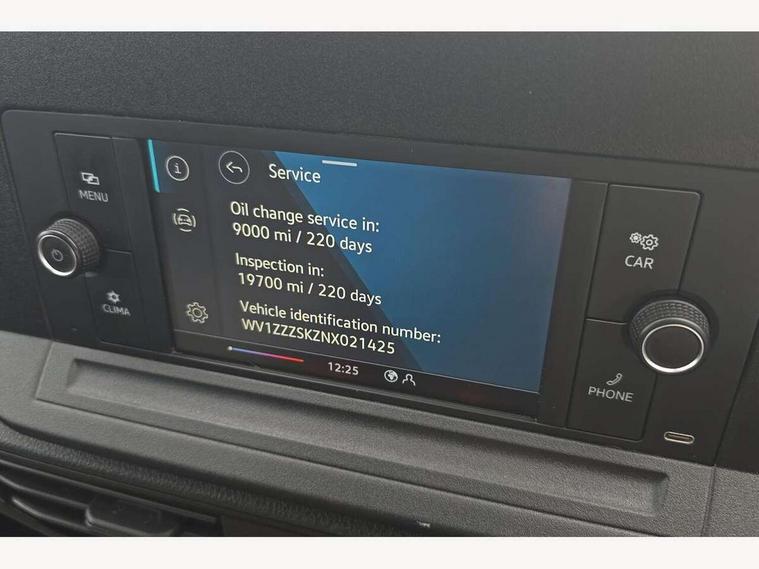 MENU
CLIMA
i
Service
Oil change service in:
9000 mi / 220 days
Inspection in:
19700 mi / 220 days
Vehicle identification number:
WV1ZZZSKZNX021425
12:25
CAR
PHONE